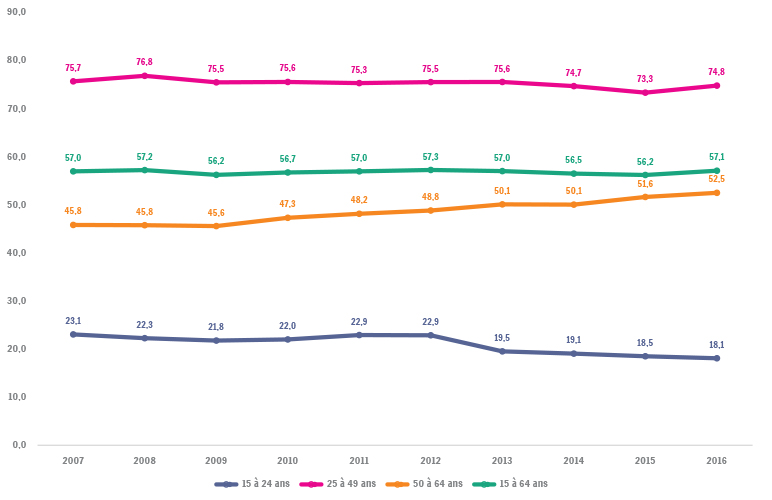 90,0
80,0
70,0
60,0
50,0
40,0
30,0
20,0
10,0
0,0
75,7 76,8 75,5 75,6 75,3 75,5 75,6 74,7 73,3 74,8
57,0 57,2 56,2 56,7 57,0 57,3 57,0 56,5 56,2 57,1
45,8 45,8 45,6 47,3 48,2 48,8 50,1 50,1 51,6 52,5
23,1 22,3 21,8 22,0 22,9 22,9 19,5 19,1 18,5 18,1
2007 2008 2009 2010 2011 2012 2013 2014 2015 2016
15 à 24 ans 25 à 49 ans 50 à 64 ans 15 à 64 ans